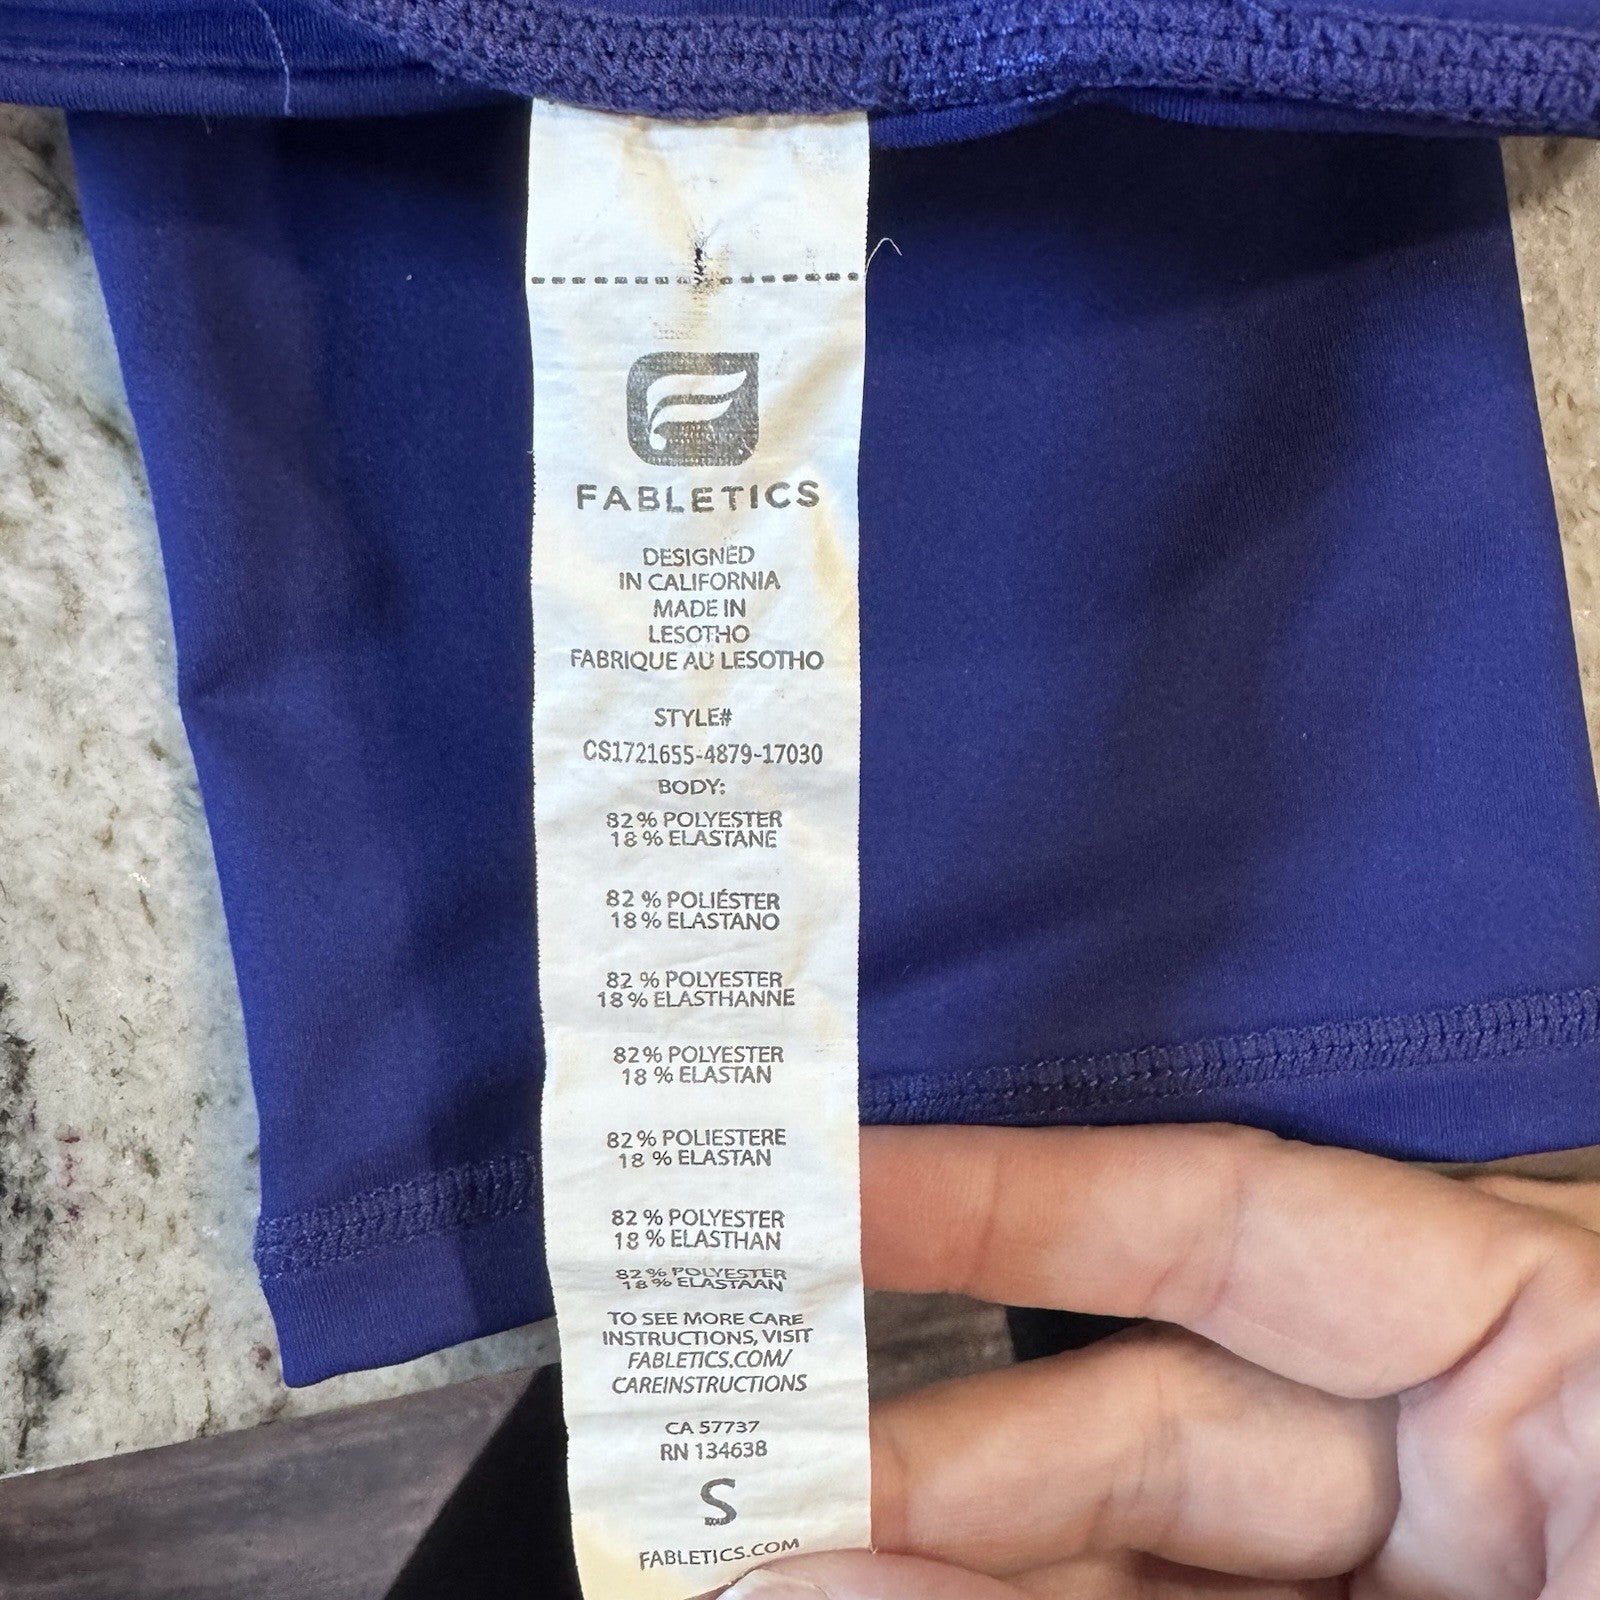 FABLETICS
DESIGNED
IN CALIFORNIA
MADE IN
LESOTHO
FABRIQUE AU LESOTHO
STYLE#
CS1721655-4879-17030
BODY:
82% POLYESTER
18% ELASTANE
82 % POLIÉSTER
18% ELASTANO
82 % POLYESTER
18% ELASTHANNE
82% POLYESTER
18 % ELASTAN
82% POLIESTERE
18 % ELASTAN
82 % POLYESTER
18 % ELASTHAN
82 % POLYESTER
18 % ELASTAAN
TO SEE MORE CARE
INSTRUCTIONS, VISIT
FABLETICS.COM/
CAREINSTRUCTIONS
CA 57737
RN 134638
S
FABLETICS.COM